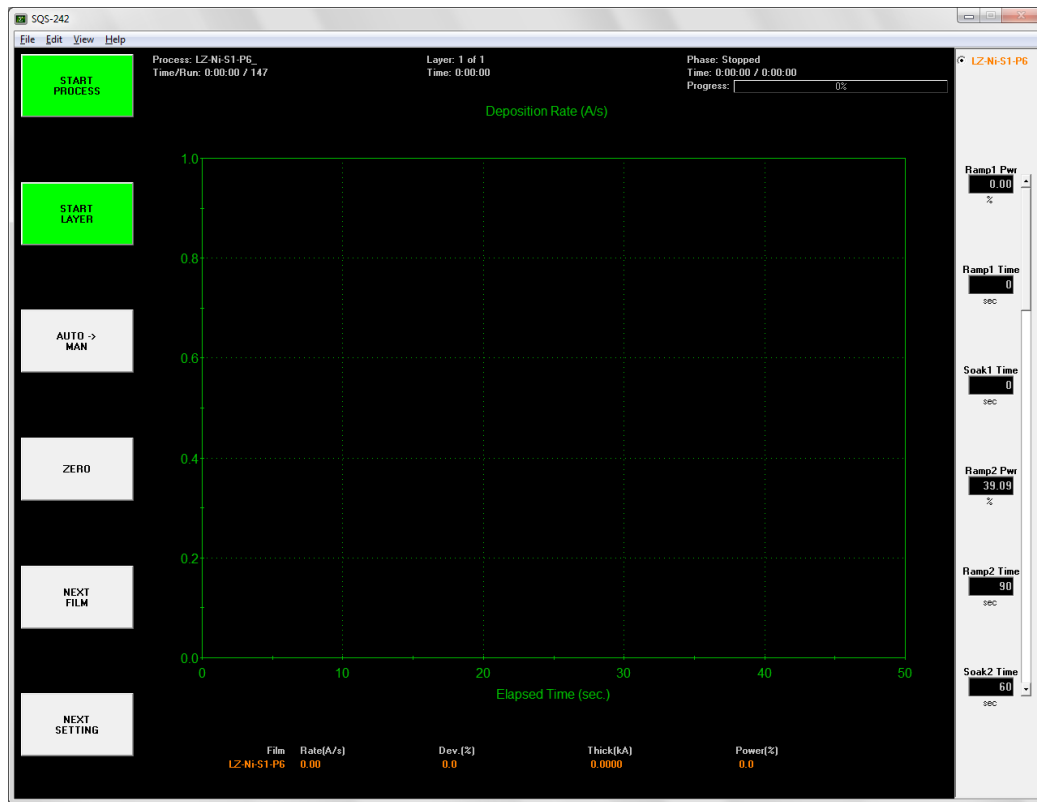 SQS-242
File Edit View Help
START
PROCESS
START
LAYER
AUTO ->
MAN
ZERO
NEXT
FILM
NEXT
SETTING
Process: LZ-Ni-S1-P6_
Time/Run: 0:00:00 / 147
Layer: 1 of 1
Time: 0:00:00
Phase: Stopped
Time: 0:00:00 / 0:00:00
Progress: 0%
Deposition Rate (A/s)
1.0
0.8
0.6
0.4
0.2
0.0
0 10 20 30 40 50
Elapsed Time (sec.)
Film Rate(A/s) Dev.(%) Thick(kA) Power(%)
LZ-Ni-S1-P6 0.00 0.0 0.0000 0.0
LZ-Ni-S1-P6
Ramp1 Pwr
0.00
%
Ramp1 Time
0
sec
Soak1 Time
0
sec
Ramp2 Pwr
39.09
%
Ramp2 Time
90
sec
Soak2 Time
60
sec